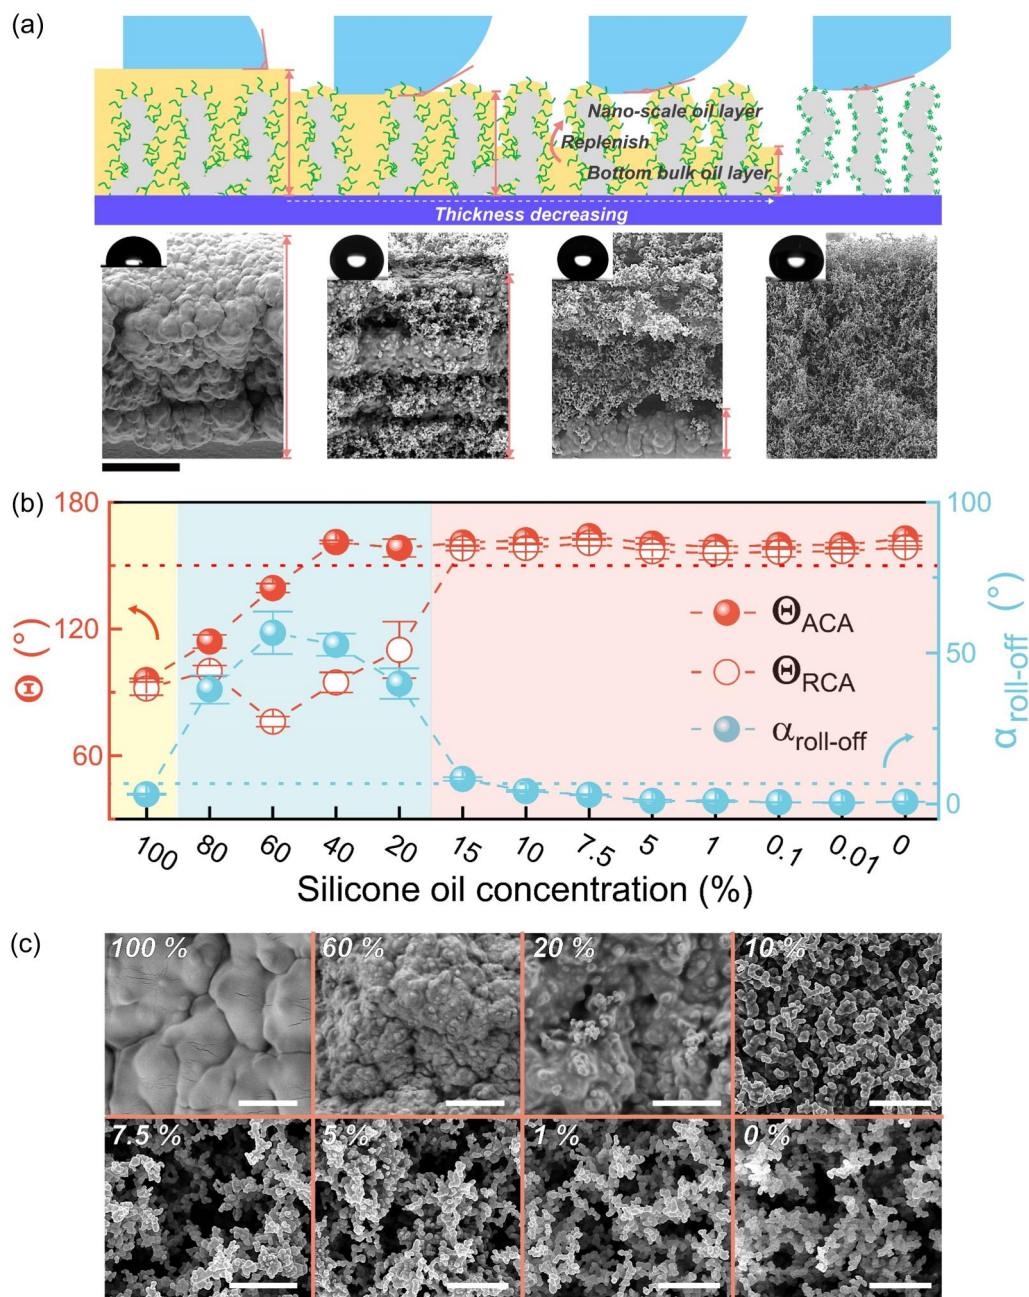 (a)
Nano-scale oil layer
Replenish
Bottom bulk oil layer
Thickness decreasing
(b)
180
120
60
Θ (°)
100
50
0
α roll-off (°)
Θ ACA
Θ RCA
α roll-off
100 80 60 40 20 15 10 7.5 5 1 0.1 0.01 0
Silicone oil concentration (%)
(c)
100 % 60 % 20 % 10 %
7.5 % 5 % 1 % 0 %